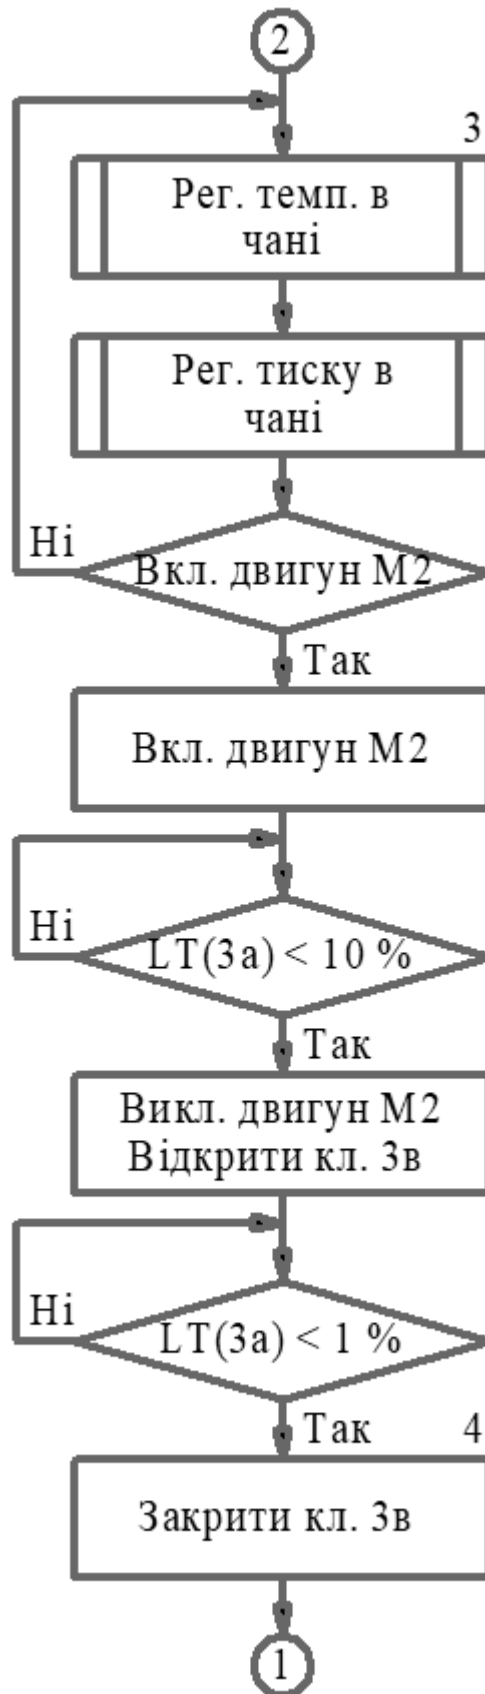 2
3
Рег. темп. в
чані
Рег. тиску в
чані
Ні
Вкл. двигун М2
Так
Вкл. двигун М2
Ні
LT(3а) < 10 %
Так
Викл. двигун М2
Відкрити кл. 3в
Ні
LT(3а) < 1 %
Так
4
Закрити кл. 3в
1